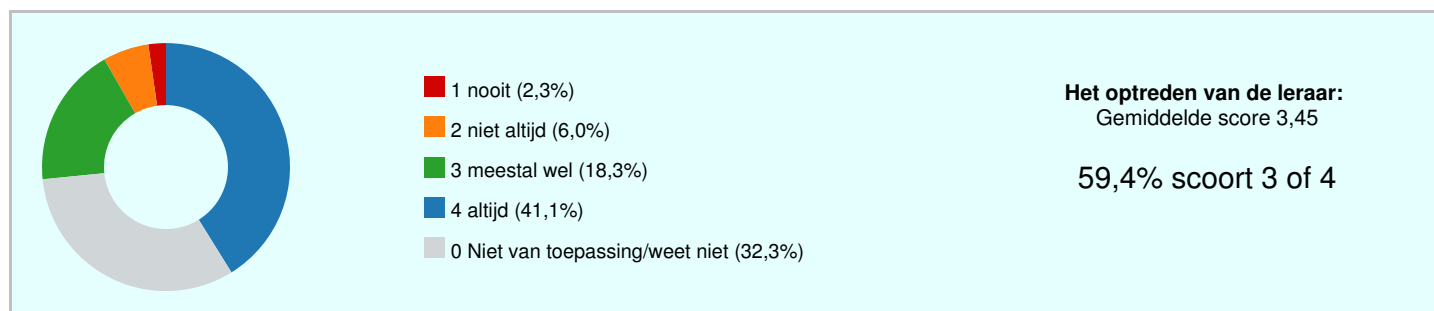 1 nooit (2,3%)
2 niet altijd (6,0%)
3 meestal wel (18,3%)
4 altijd (41,1%)
0 Niet van toepassing/weet niet (32,3%)
Het optreden van de leraar:
Gemiddelde score 3,45
59,4% scoort 3 of 4